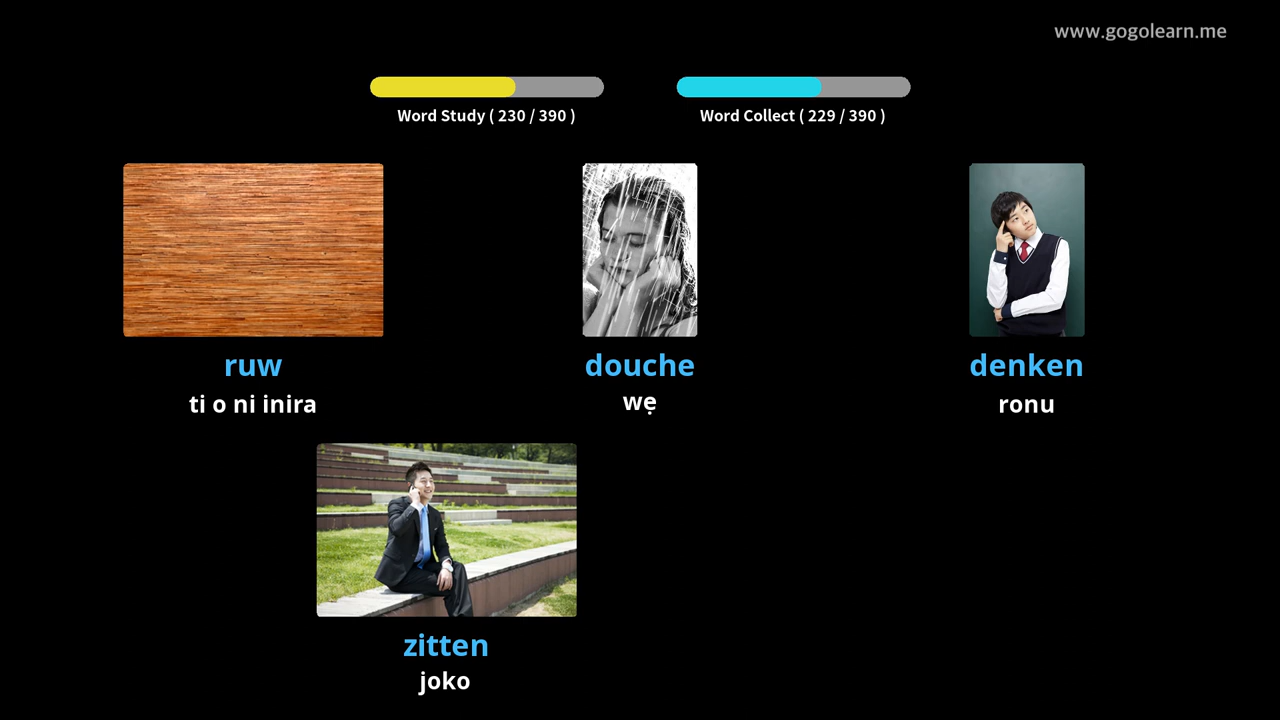 www.gogolearn.me
Word Study ( 230 / 390 )
Word Collect ( 229 / 390 )
ruw
ti o ni inira
douche
wẹ
denken
ronu
zitten
joko